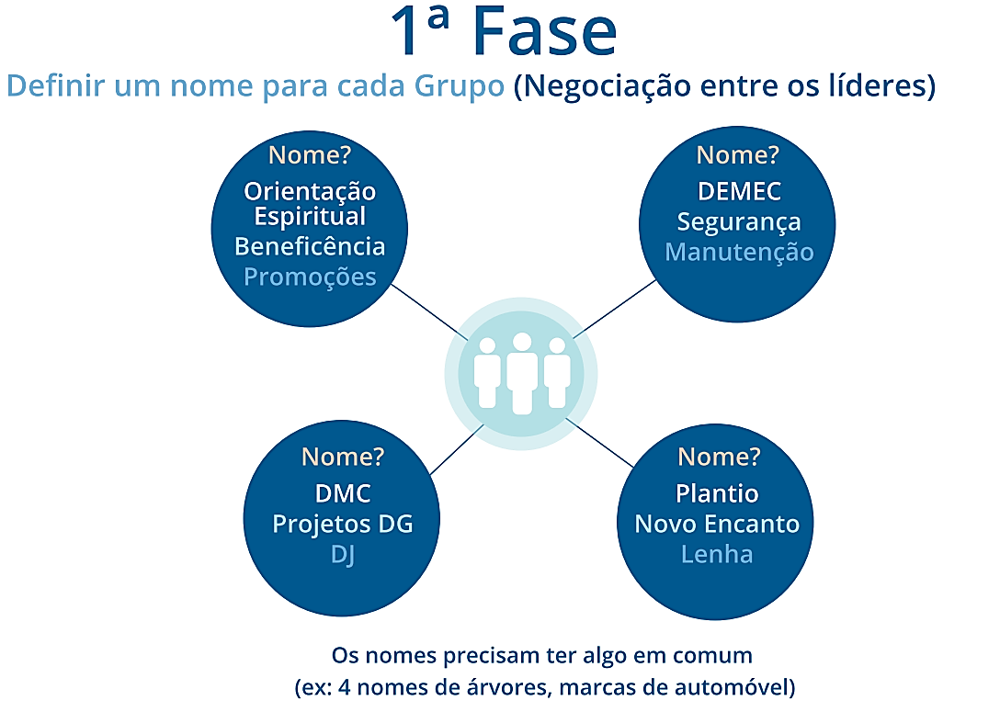 1ª Fase
Definir um nome para cada Grupo (Negociação entre os líderes)
Nome?
Orientação
Espiritual
Beneficência
Promoções
Nome?
DEMEC
Segurança
Manutenção
Nome?
DMC
Projetos DG
DJ
Nome?
Plantio
Novo Encanto
Lenha
Os nomes precisam ter algo em comum
(ex: 4 nomes de árvores, marcas de automóvel)